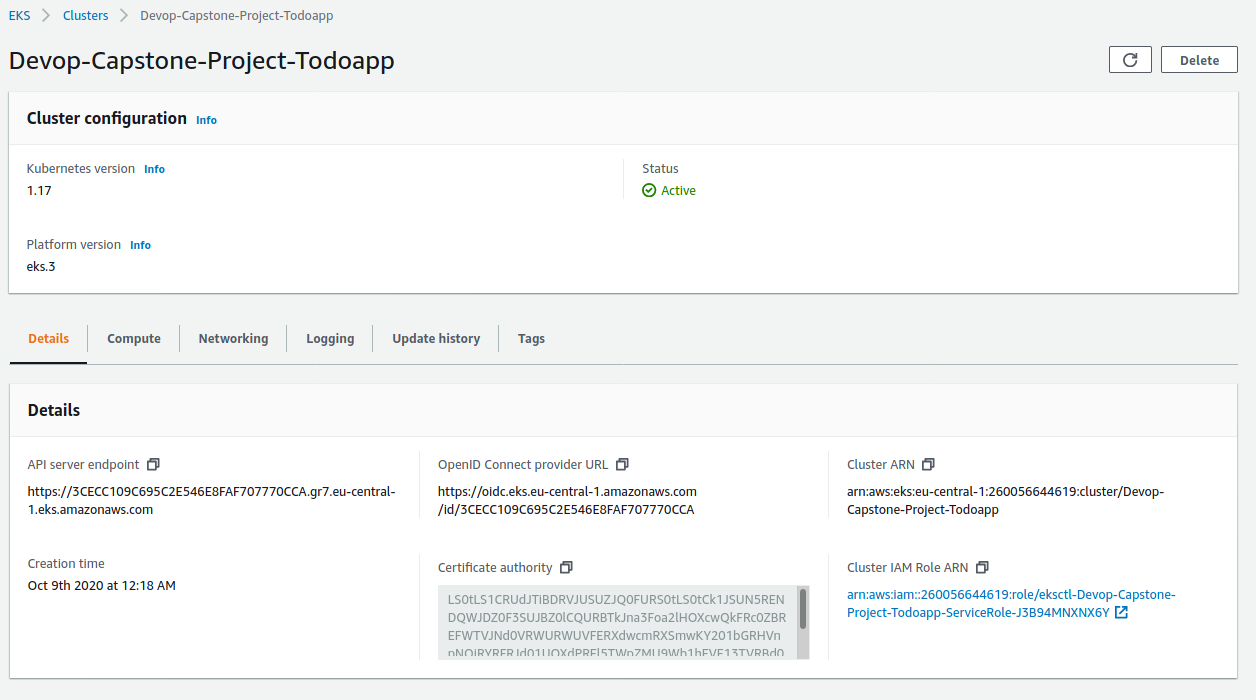 EKS > Clusters > Devop-Capstone-Project-Todoapp
Devop-Capstone-Project-Todoapp
Delete
Cluster configuration Info
Kubernetes version Info
1.17
Status
Active
Platform version Info
eks.3
Details
Compute
Networking
Logging
Update history
Tags
Details
API server endpoint
https://3CECC109C695C2E546E8FAF707770CCA.gr7.eu-central-
1.eks.amazonaws.com
OpenID Connect provider URL
https://oidc.eks.eu-central-1.amazonaws.com
/id/3CECC109C695C2E546E8FAF707770CCA
Cluster ARN
arn:aws:eks:eu-central-1:260056644619:cluster/Devop-
Capstone-Project-Todoapp
Creation time
Oct 9th 2020 at 12:18 AM
Certificate authority
LS0tLS1CRUdJTiBDRVJUSUZJQ0FURS0tLS0tCk1JSUN5REN
DQWJDZ0F3SUJBZ0lCQURBTkJna3Foa2lHOXcwQkFRc0ZBR
EFWTVJNd0VRWURWUVFERXdwcmRXSmwKY201bGRHVn
Cluster IAM Role ARN
arn:aws:iam::260056644619:role/eksctl-Devop-Capstone-
Project-Todoapp-ServiceRole-J3B94MNXNX6Y